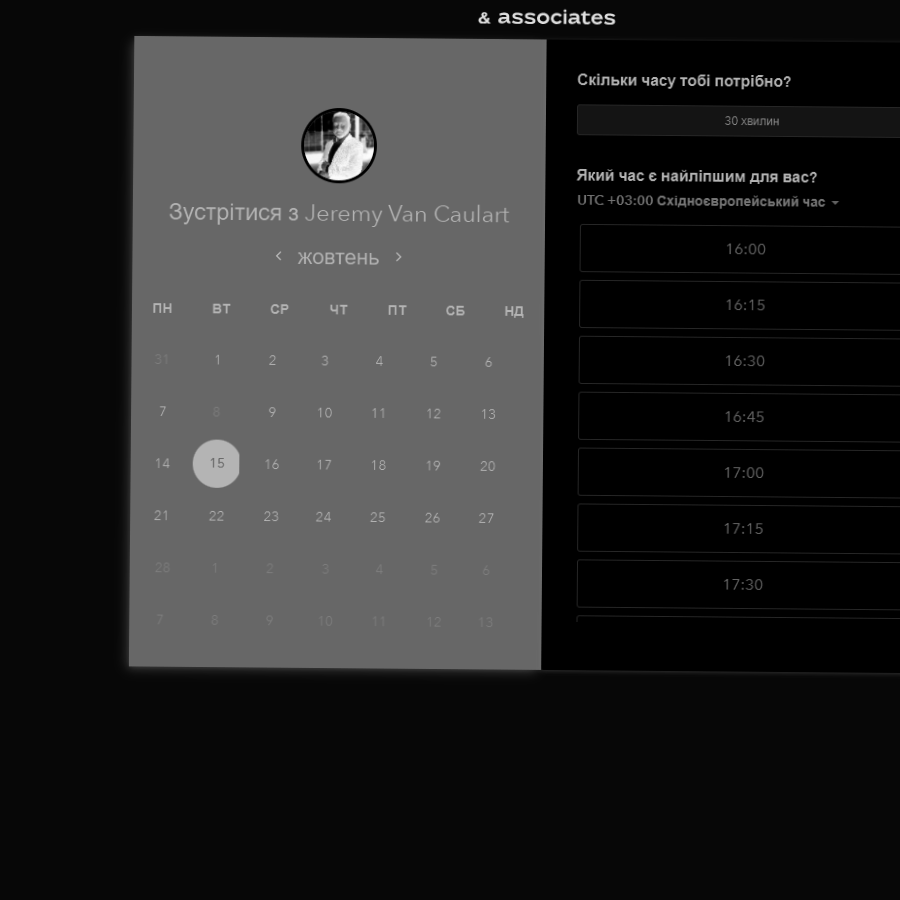 & associates
Зустрітися з Jeremy Van Caulart
жовтень
ПН ВТ СР ЧТ ПТ СБ НД
31 1 2 3 4 5 6
7 8 9 10 11 12 13
14 15 16 17 18 19 20
21 22 23 24 25 26 27
28 1 2 3 4 5 6
7 8 9 10 11 12 13
Скільки часу тобі потрібно?
30 хвилин
Який час є найліпшим для вас?
UTC +03:00 Східноєвропейський час
16:00
16:15
16:30
16:45
17:00
17:15
17:30